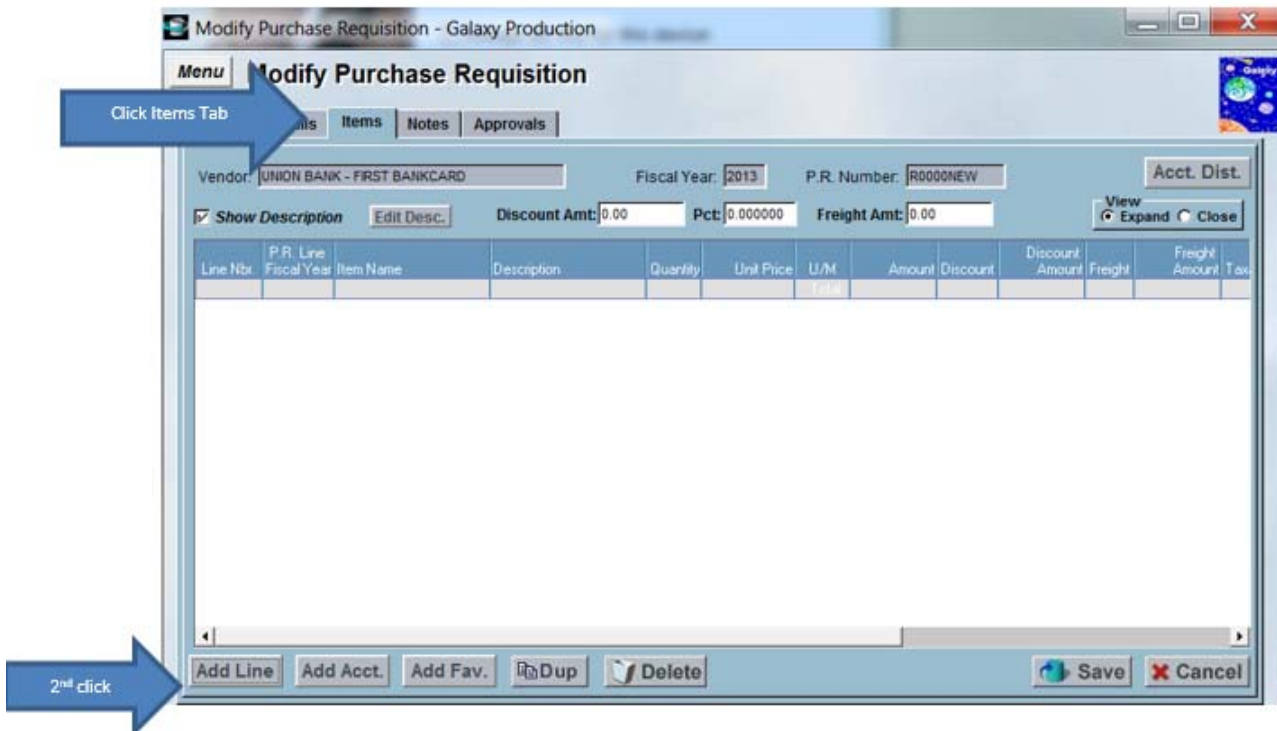 Modify Purchase Requisition - Galaxy Production
Menu Modify Purchase Requisition
Galaxy
Click Items Tab
Items Notes Approvals
Vendor: UNION BANK - FIRST BANKCARD Fiscal Year: 2013 P.R. Number: R0000NEW Acct. Dist.
Show Description Edit Desc. Discount Amt: 0.00 Pct: 0.000000 Freight Amt: 0.00 View Expand Close
Line Nbr. P.R. Line Fiscal Year Item Name Description Quantity Unit Price U/M Amount Discount Discount Amount Freight Freight Amount Tax
Total
Add Line Add Acct. Add Fav. Dup Delete Save Cancel
2nd click